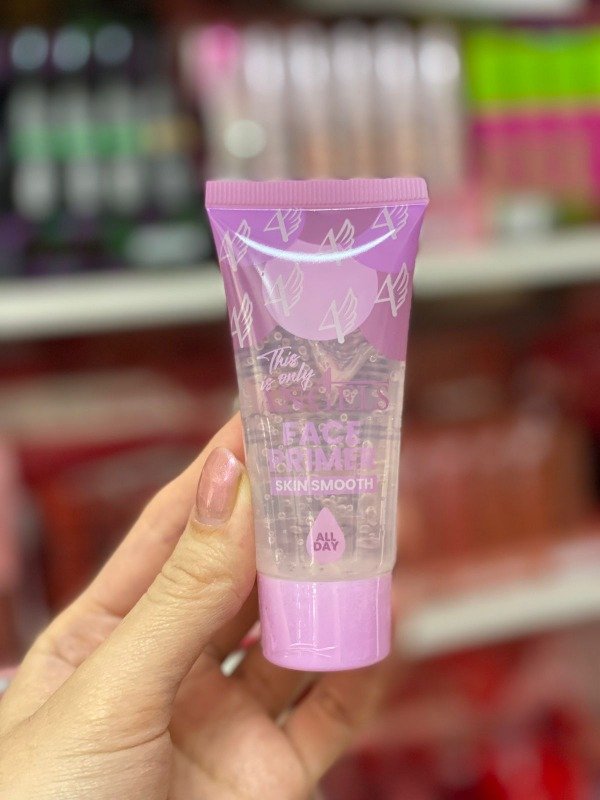 This
is only
FACE
PRIMER
SKIN SMOOTH
ALL
DAY